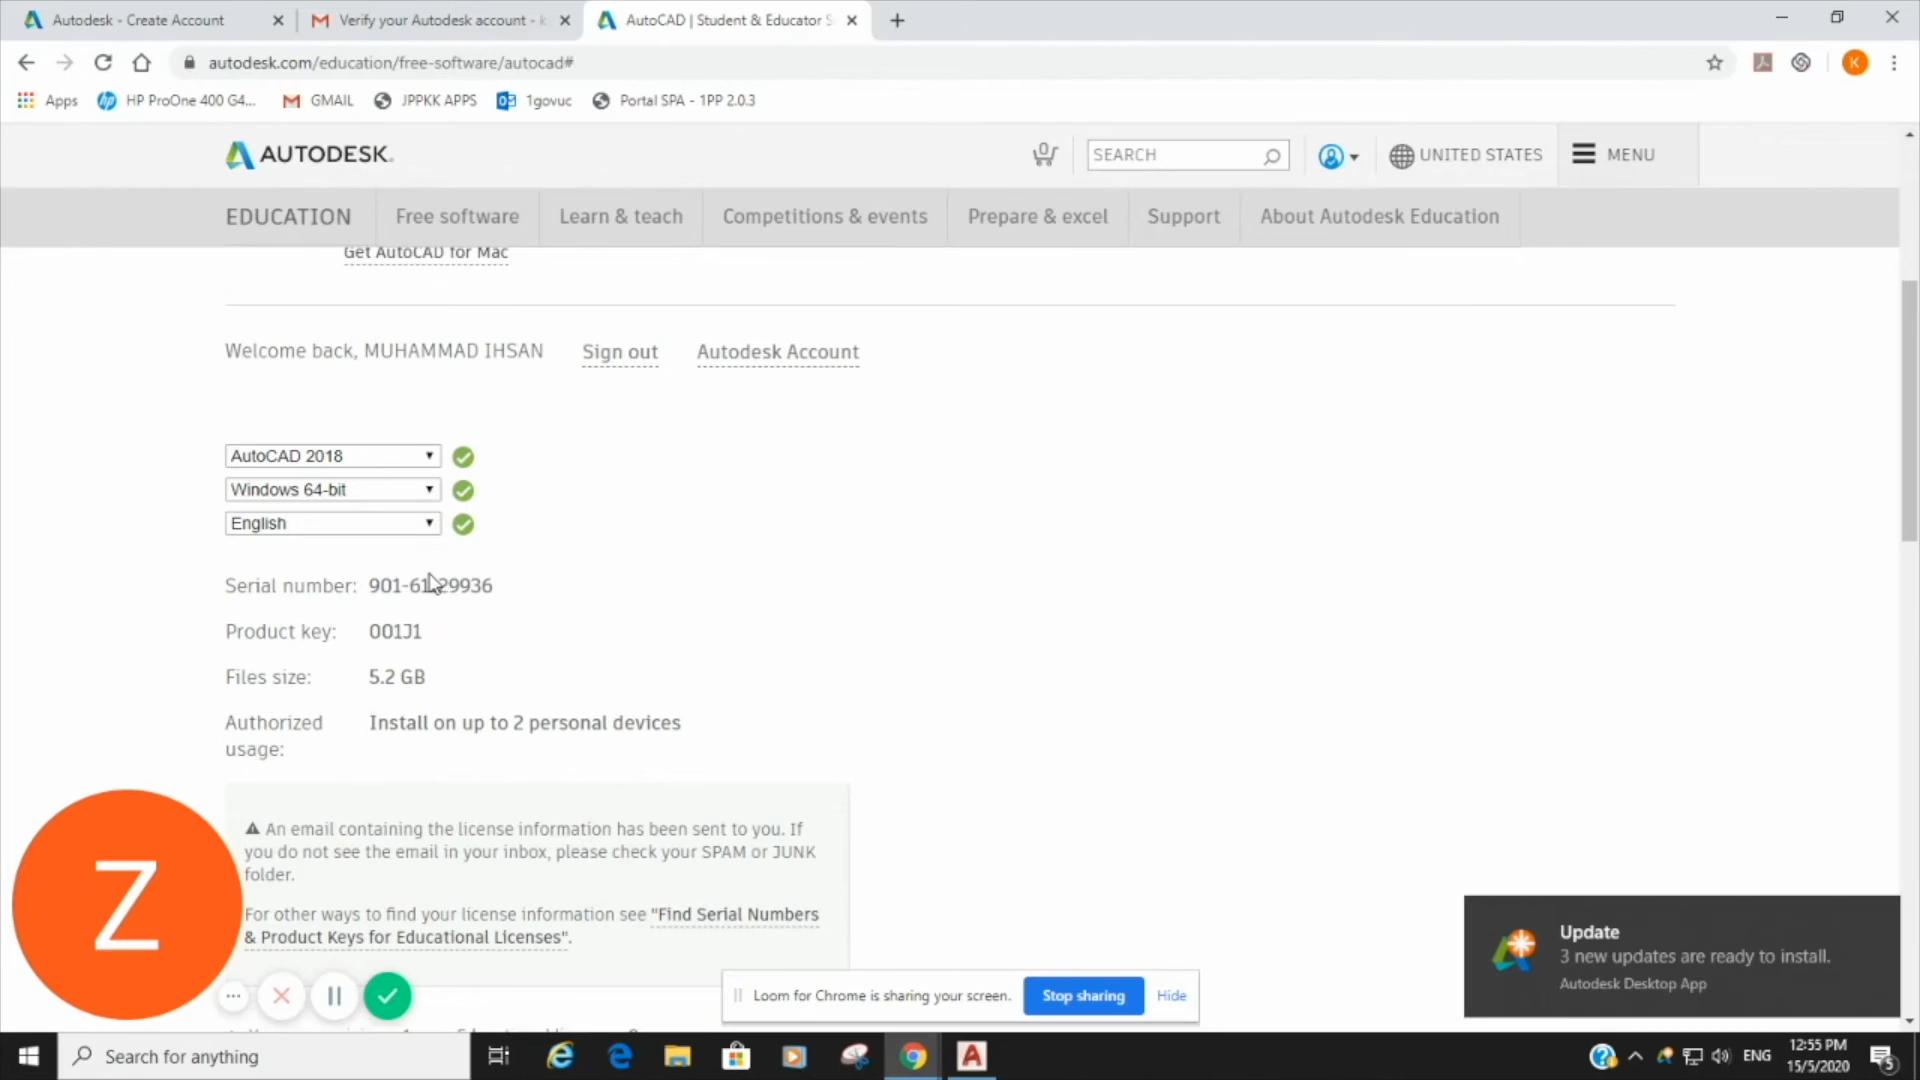 Autodesk - Create Account
Verify your Autodesk account -
AutoCAD | Student & Educator
autodesk.com/education/free-software/autocad#
K
Apps
HP ProOne 400 G4...
GMAIL
JPPKK APPS
1govuc
Portal SPA - 1PP 2.0.3
AUTODESK.
0
SEARCH
UNITED STATES
MENU
EDUCATION
Free software
Learn & teach
Competitions & events
Prepare & excel
Support
About Autodesk Education
Get AutoCAD for Mac
Welcome back, MUHAMMAD IHSAN
Sign out
Autodesk Account
AutoCAD 2018
Windows 64-bit
English
Serial number:
Product key: 001J1
Files size: 5.2 GB
Authorized usage: Install on up to 2 personal devices
An email containing the license information has been sent to you. If
you do not see the email in your inbox, please check your SPAM or JUNK
folder.
For other ways to find your license information see "Find Serial Numbers
& Product Keys for Educational Licenses".
Z
Loom for Chrome is sharing your screen.
Stop sharing
Hide
Update
3 new updates are ready to install.
Autodesk Desktop App
Search for anything
ENG
12:55 PM
15/5/2020
5